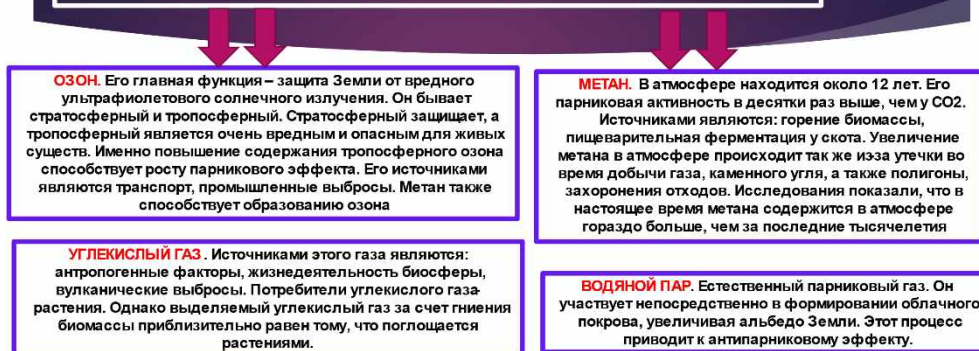 ОЗОН. Его главная функция – защита Земли от вредного
ультрафиолетового солнечного излучения. Он бывает
стратосферный и тропосферный. Стратосферный защищает, а
тропосферный является очень вредным и опасным для живых
существ. Именно повышение содержания тропосферного озона
способствует росту парникового эффекта. Его источниками
являются транспорт, промышленные выбросы. Метан также
способствует образованию озона
МЕТАН. В атмосфере находится около 12 лет. Его
парниковая активность в десятки раз выше, чем у СО2.
Источниками являются: горение биомассы,
пищеварительная ферментация у скота. Увеличение
метана в атмосфере происходит так же иэза утечки во
время добычи газа, каменного угля, а также полигоны,
захоронения отходов. Исследования показали, что в
настоящее время метана содержится в атмосфере
гораздо больше, чем за последние тысячелетия
УГЛЕКИСЛЫЙ ГАЗ . Источниками этого газа являются:
антропогенные факторы, жизнедеятельность биосферы,
вулканические выбросы. Потребители углекислого газа-
растения. Однако выделяемый углекислый газ за счет гниения
биомассы приблизительно равен тому, что поглощается
растениями.
ВОДЯНОЙ ПАР. Естественный парниковый газ. Он
участвует непосредственно в формировании облачного
покрова, увеличивая альбедо Земли. Этот процесс
приводит к антипарниковому эффекту.